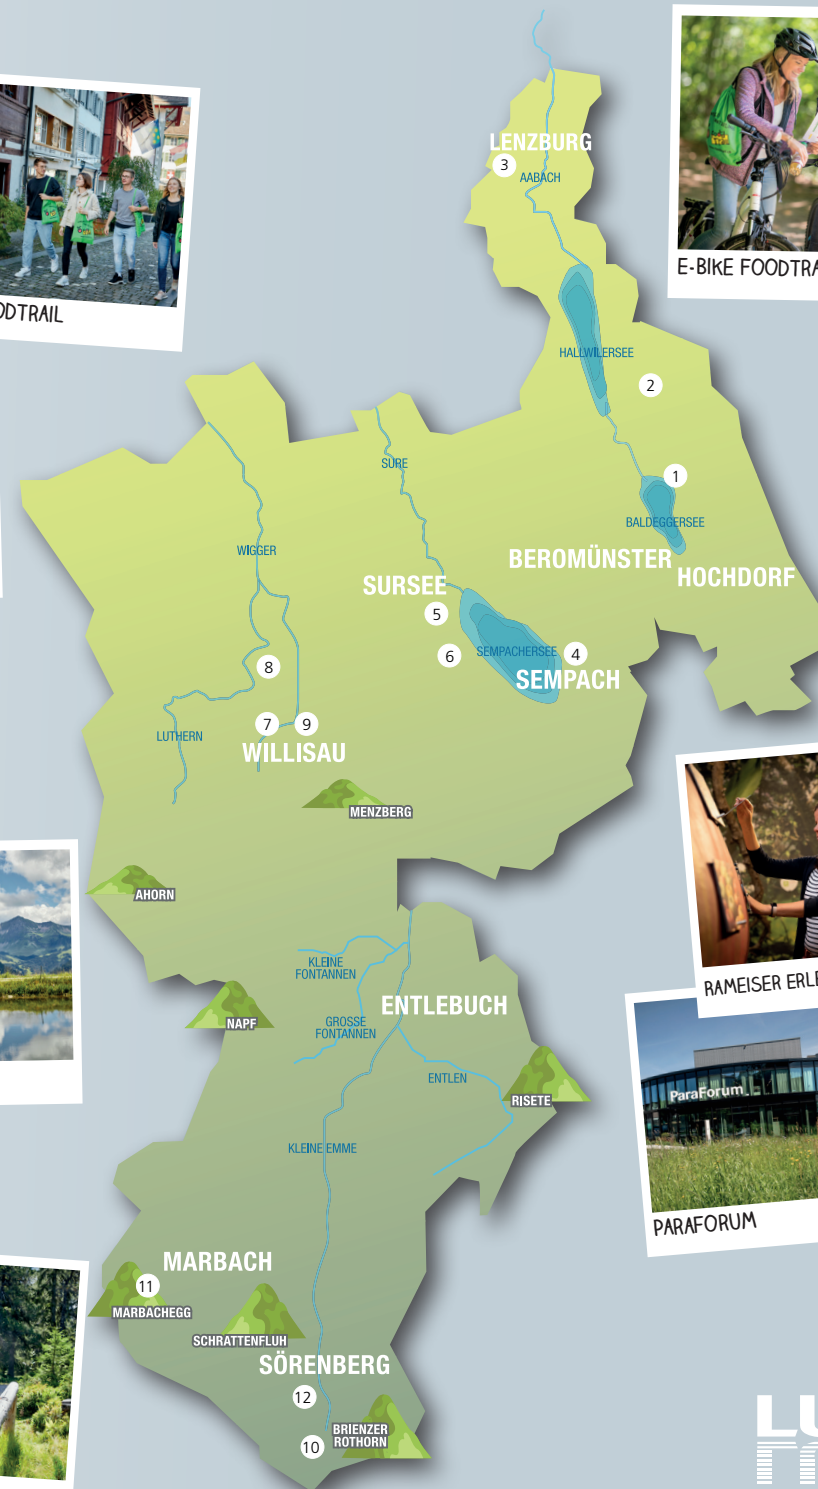 LENZBURG
3
AABACH
E-BIKE FOODTRA
ODTRAIL
HALLWILERSEE
2
SURE
1
BALDEGGERSEE
WIGGER
BEROMÜNSTER
HOCHDORF
SURSEE
5
6
SEMPACHERSEE
4
SEMPACH
8
7
9
LUTHERN
WILLISAU
MENZBERG
AHORN
KLEINE
FONTANNEN
ENTLEBUCH
NAPF
GROSSE
FONTANNEN
RAMEISER ERLE
ENTLEN
RISETE
ParaForum
KLEINE EMME
PARAFORUM
MARBACH
11
MARBACHEGG
SCHRATTENFLUH
SÖRENBERG
12
BRIENZER
ROTHORN
10
LU